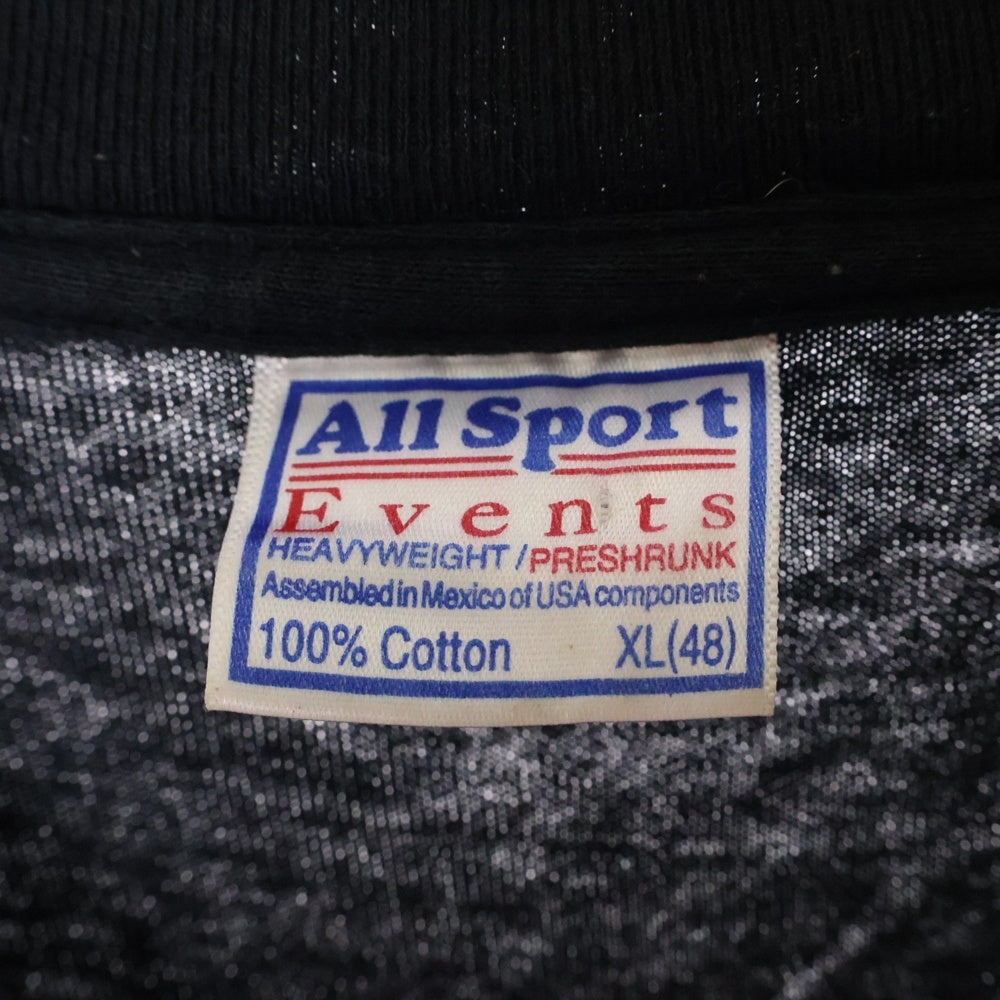 All Sport
Events
HEAVYWEIGHT / PRESHRUNK
Assembled in Mexico of USA components
100% Cotton XL(48)